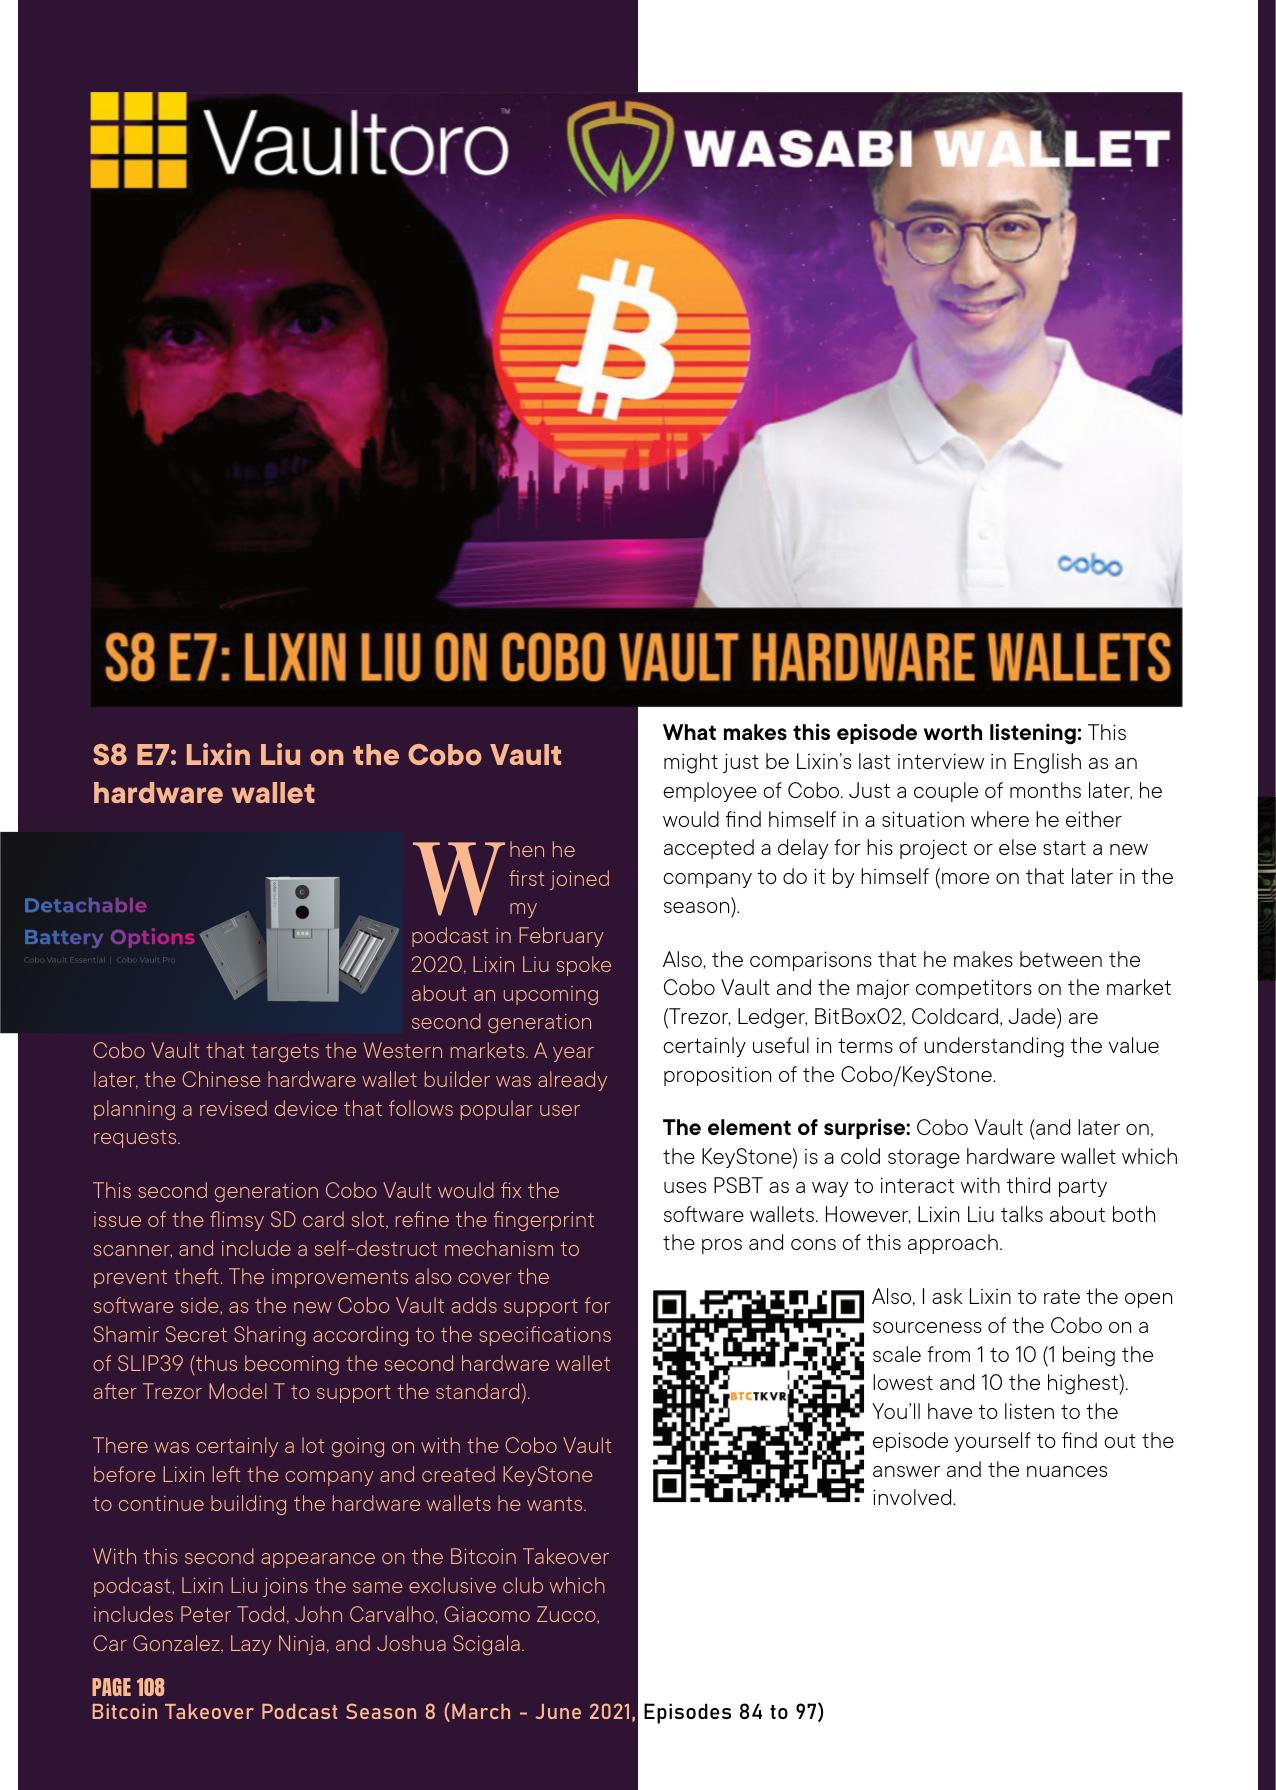 Vaultoro™
WASABI WALLET
cobo
S8 E7: LIXIN LIU ON COBO VAULT HARDWARE WALLETS
S8 E7: Lixin Liu on the Cobo Vault
hardware wallet
Detachable
Battery Options
Cobo Vault Essential | Cobo Vault Pro
When he
first joined
my
podcast in February
2020, Lixin Liu spoke
about an upcoming
second generation
Cobo Vault that targets the Western markets. A year
later, the Chinese hardware wallet builder was already
planning a revised device that follows popular user
requests.
This second generation Cobo Vault would fix the
issue of the flimsy SD card slot, refine the fingerprint
scanner, and include a self-destruct mechanism to
prevent theft. The improvements also cover the
software side, as the new Cobo Vault adds support for
Shamir Secret Sharing according to the specifications
of SLIP39 (thus becoming the second hardware wallet
after Trezor Model T to support the standard).
There was certainly a lot going on with the Cobo Vault
before Lixin left the company and created KeyStone
to continue building the hardware wallets he wants.
With this second appearance on the Bitcoin Takeover
podcast, Lixin Liu joins the same exclusive club which
includes Peter Todd, John Carvalho, Giacomo Zucco,
Car Gonzalez, Lazy Ninja, and Joshua Scigala.
What makes this episode worth listening: This
might just be Lixin's last interview in English as an
employee of Cobo. Just a couple of months later, he
would find himself in a situation where he either
accepted a delay for his project or else start a new
company to do it by himself (more on that later in the
season).
Also, the comparisons that he makes between the
Cobo Vault and the major competitors on the market
(Trezor, Ledger, BitBox02, Coldcard, Jade) are
certainly useful in terms of understanding the value
proposition of the Cobo/KeyStone.
The element of surprise: Cobo Vault (and later on,
the KeyStone) is a cold storage hardware wallet which
uses PSBT as a way to interact with third party
software wallets. However, Lixin Liu talks about both
the pros and cons of this approach.
BTCTKVR
Also, I ask Lixin to rate the open
sourceness of the Cobo on a
scale from 1 to 10 (1 being the
lowest and 10 the highest).
You'll have to listen to the
episode yourself to find out the
answer and the nuances
involved.
PAGE 108
Bitcoin Takeover Podcast Season 8 (March - June 2021, Episodes 84 to 97)